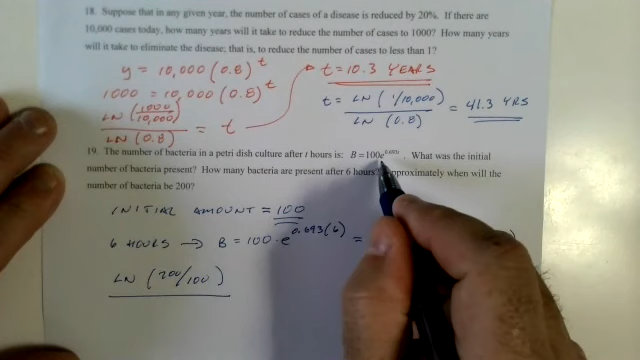 18. Suppose that in any given year, the number of cases of a disease is reduced by 20%. If there are
10,000 cases today, how many years will it take to reduce the number of cases to 1000? How many years
will it take to eliminate the disease; that is, to reduce the number of cases to less than 1?
y = 10,000 (0.8)^t
t = 10.3 YEARS
1000 = 10,000 (0.8)^t
LN (1000/10,000) / LN (0.8) = t
t = LN (1/10,000) / LN (0.8) = 41.3 YRS
19. The number of bacteria in a petri dish culture after t hours is: B = 100e^0.693t. What was the initial
number of bacteria present? How many bacteria are present after 6 hours? Approximately when will the
number of bacteria be 200?
INITIAL AMOUNT = 100
6 HOURS → B = 100 · e^0.693(6) =
LN (200/100)